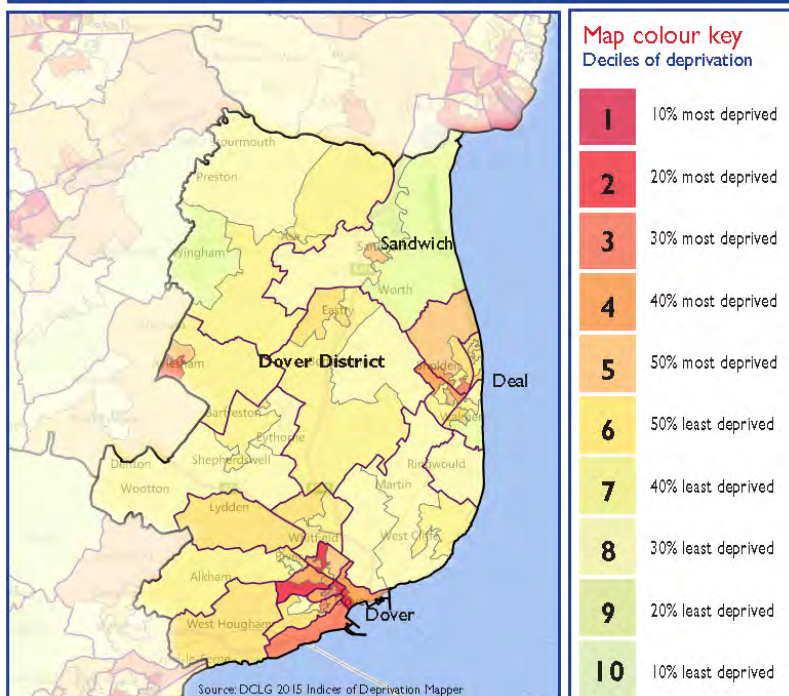 Preston
Sandwich
Worth
Eastry
Dover District
Deal
Barfreston
Eythorne
Shepherdswell
Denton
Wootton
Ringwould
Martin
Lydden
Whitfield
West Cliffe
Alkham
Dover
West Hougham
Source: DCLG 2015 Indices of Deprivation Mapper
Map colour key
Deciles of deprivation
1 10% most deprived
2 20% most deprived
3 30% most deprived
4 40% most deprived
5 50% most deprived
6 50% least deprived
7 40% least deprived
8 30% least deprived
9 20% least deprived
10 10% least deprived